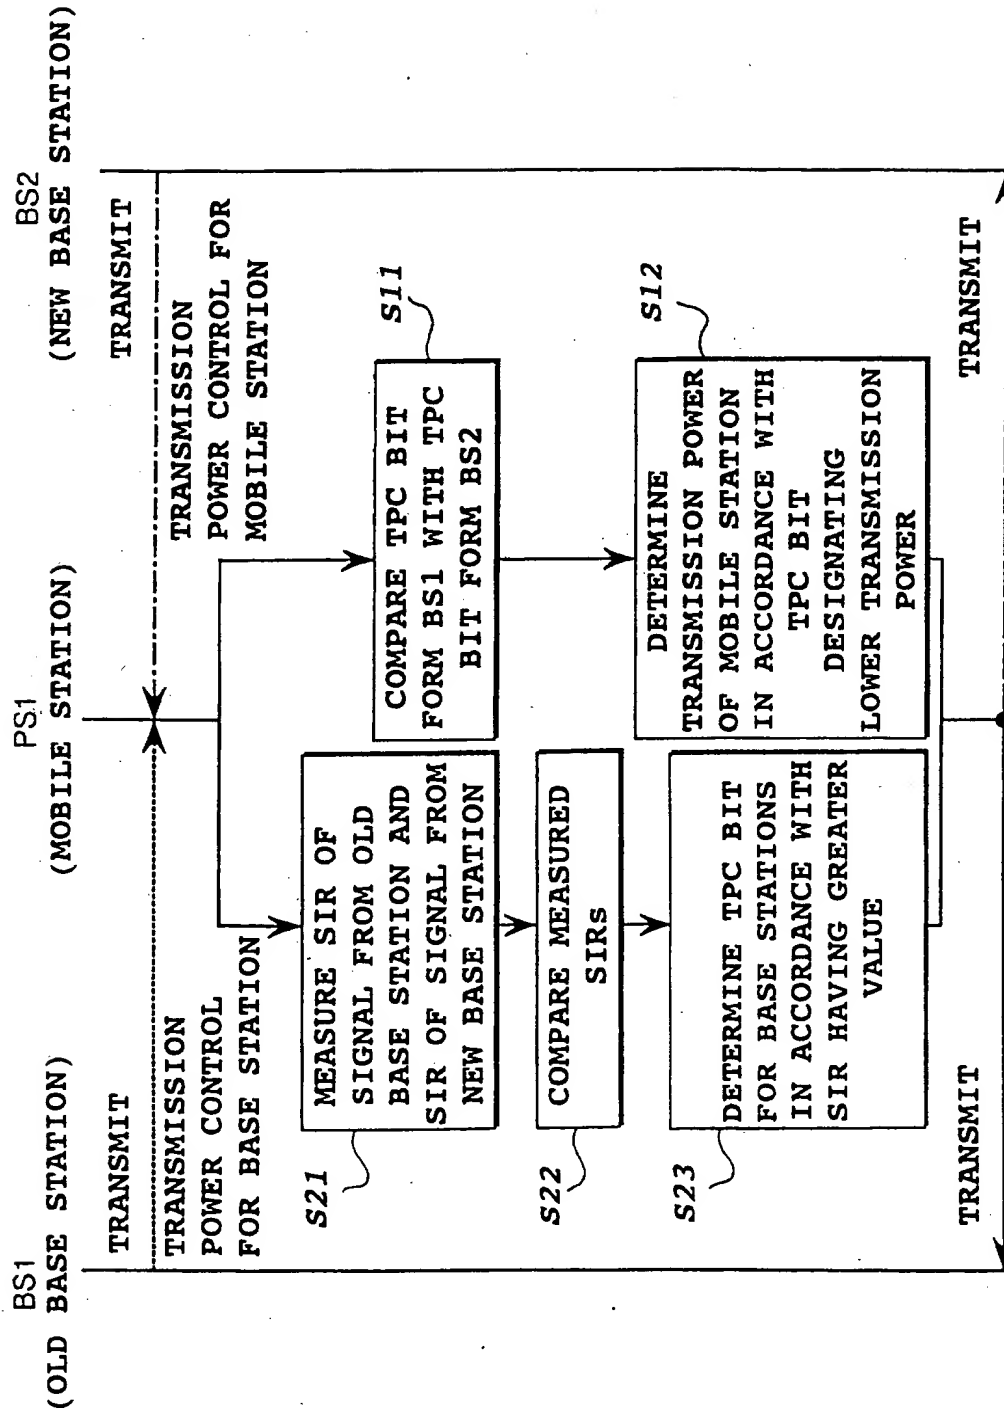 BS1
(OLD BASE STATION)
PS1
(MOBILE STATION)
BS2
(NEW BASE STATION)
TRANSMIT
TRANSMIT
TRANSMISSION
POWER CONTROL
FOR BASE STATION
TRANSMISSION
POWER CONTROL FOR
MOBILE STATION
S21
MEASURE SIR OF
SIGNAL FROM OLD
BASE STATION AND
SIR OF SIGNAL FROM
NEW BASE STATION
S11
COMPARE TPC BIT
FORM BS1 WITH TPC
BIT FORM BS2
S22
COMPARE MEASURED
SIRs
S23
DETERMINE TPC BIT
FOR BASE STATIONS
IN ACCORDANCE WITH
SIR HAVING GREATER
VALUE
S12
DETERMINE
TRANSMISSION POWER
OF MOBILE STATION
IN ACCORDANCE WITH
TPC BIT
DESIGNATING
LOWER TRANSMISSION
POWER
TRANSMIT
TRANSMIT